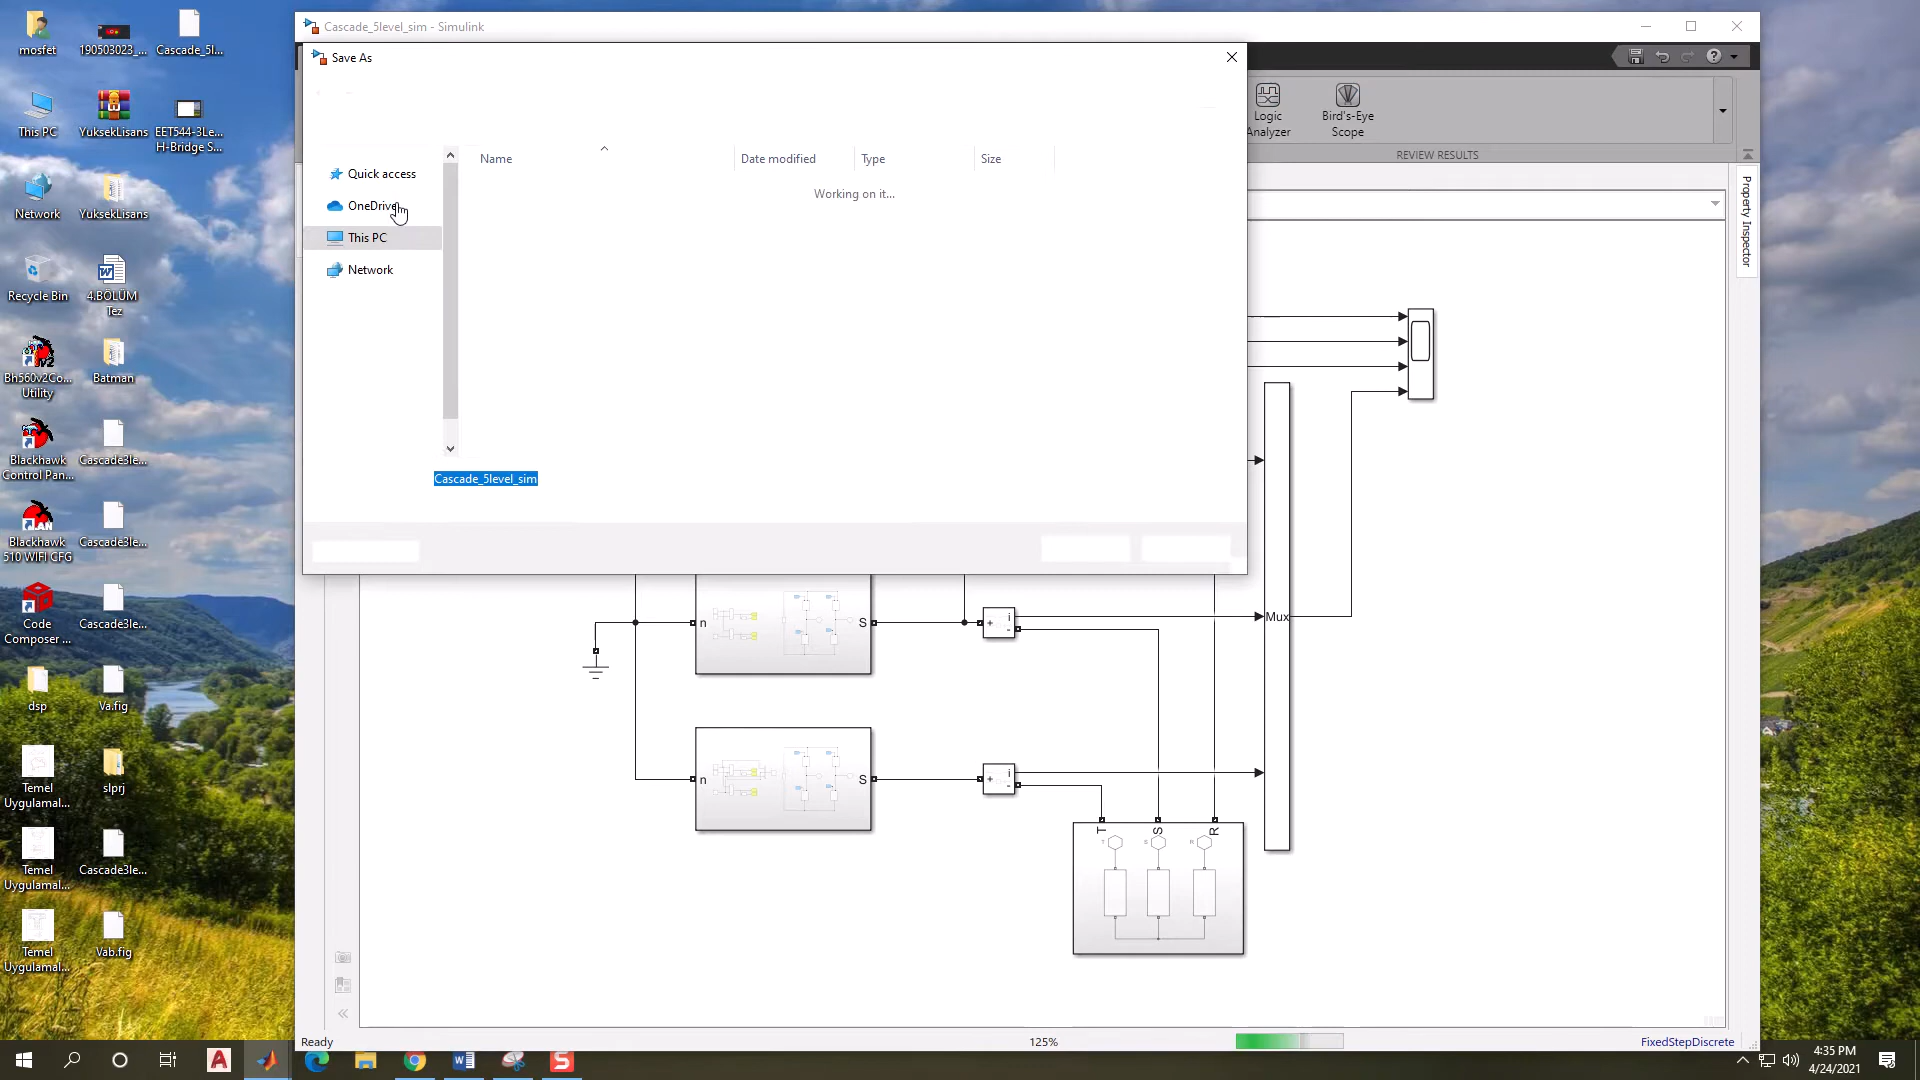 Cascade_5level_sim - Simulink
Save As
Name
Date modified
Type
Size
Working on it...
Quick access
OneDrive
This PC
Network
Cascade_5level_sim
Logic
Analyzer
Bird's-Eye
Scope
REVIEW RESULTS
Property Inspector
mosfet
190503023_...
Cascade_5l...
This PC
YuksekLisans
EET544-3Le...
H-Bridge S...
Network
YuksekLisans
Recycle Bin
4.BÖLÜM
Tez
Bh560v2Co...
Utility
Batman
Blackhawk
Control Pan...
Cascade3le...
Blackhawk
510 WIFI CFG
Cascade3le...
Code
Composer ...
Cascade3le...
dsp
Va.fig
Temel
Uygulamal...
slprj
Temel
Uygulamal...
Cascade3le...
Temel
Uygulamal...
Vab.fig
n
S
+
i
-
Mux
n
S
+
i
-
T
S
R
T
S
R
Ready
125%
FixedStepDiscrete
4:35 PM
4/24/2021